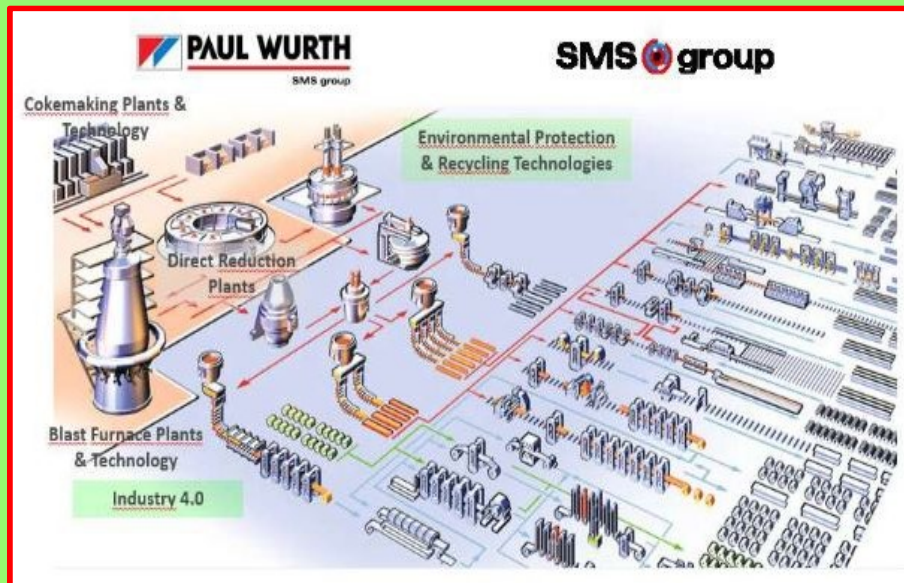 PAUL WURTH
SMS group
SMS group
Cokemaking Plants &
Technology
Environmental Protection
& Recycling Technologies
Direct Reduction
Plants
Blast Furnace Plants
& Technology
Industry 4.0